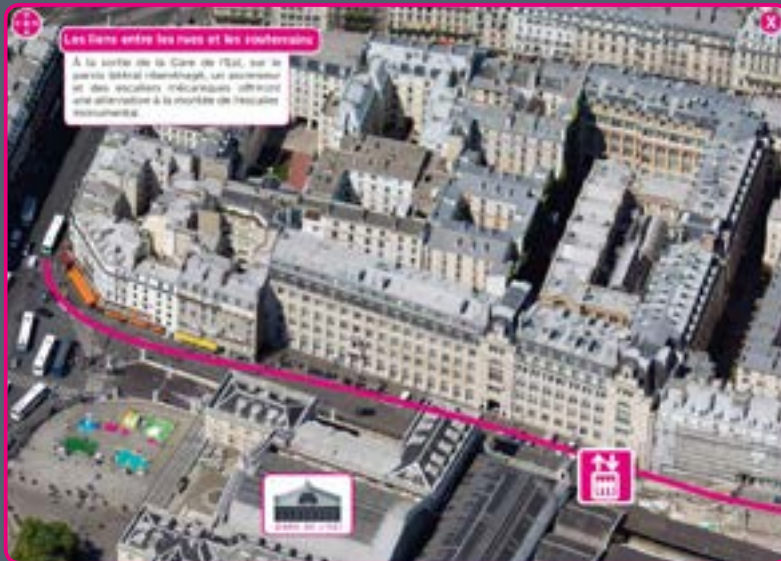 Les liens entre les rues et les souterrains
À la sortie de la Gare de l'Est, sur le
parvis latéral réaménagé, un ascenseur
et des escaliers mécaniques offriront
une alternative à la montée de l'escalier
monumental.
GARE DE L'EST
X